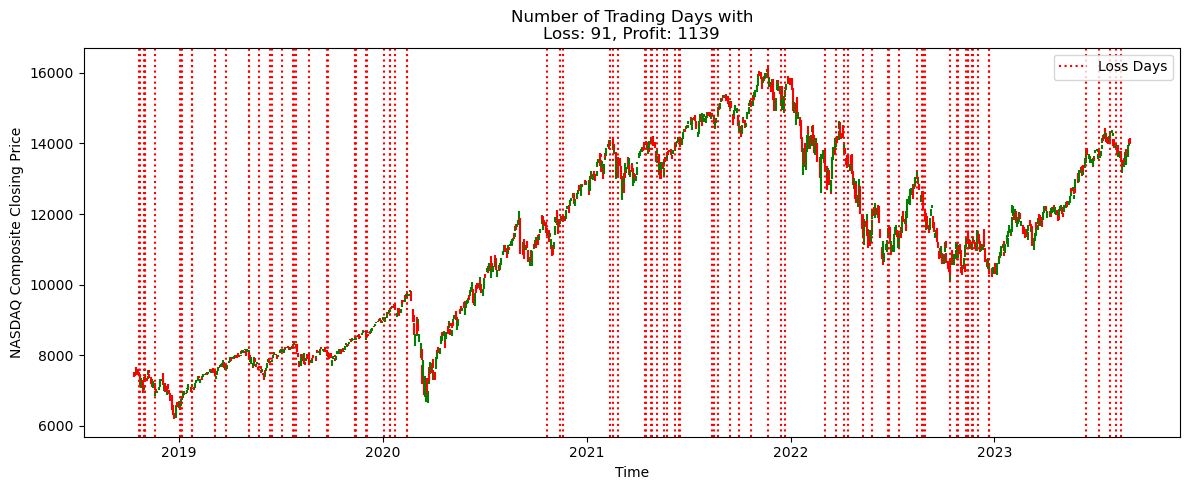 Number of Trading Days with
Loss: 91, Profit: 1139
Loss Days
NASDAQ Composite Closing Price
16000
14000
12000
10000
8000
6000
2019
2020
2021
2022
2023
Time